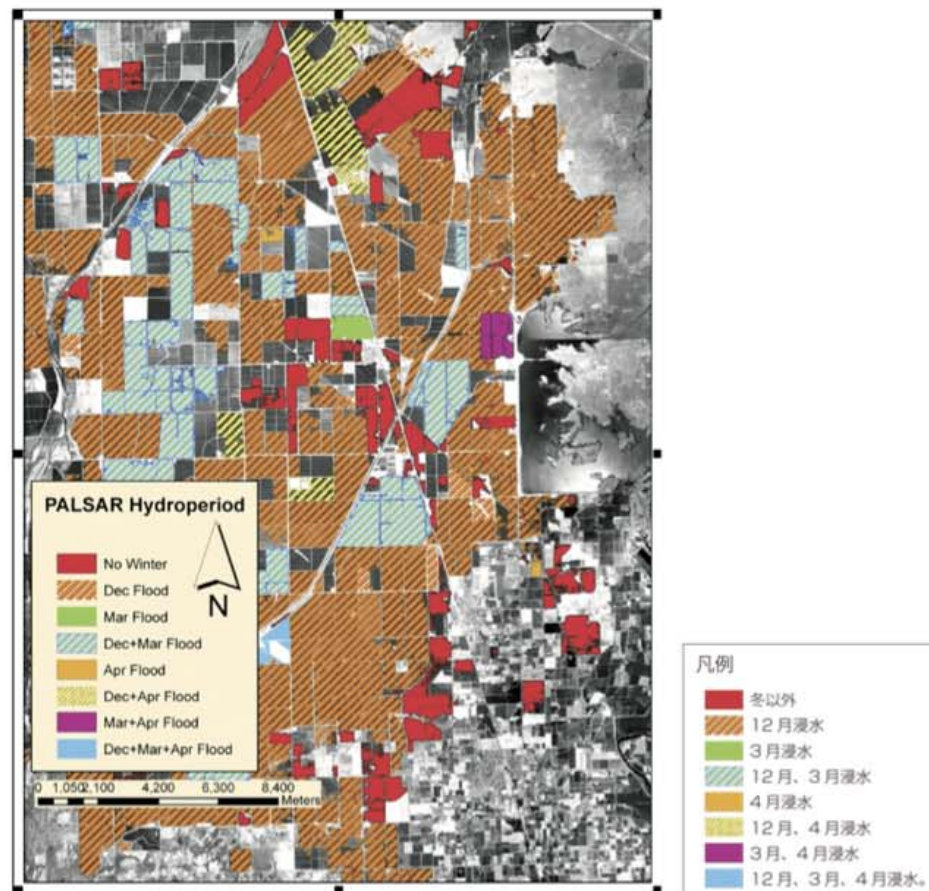 PALSAR Hydroperiod
N
No Winter
Dec Flood
Mar Flood
Dec+Mar Flood
Apr Flood
Dec+Apr Flood
Mar+Apr Flood
Dec+Mar+Apr Flood
0 1,050 2,100 4,200 6,300 8,400
Meters
凡例
冬以外
12月浸水
3月浸水
12月、3月浸水
4月浸水
12月、4月浸水
3月、4月浸水
12月、3月、4月浸水。